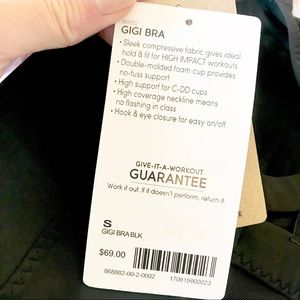 GIGI BRA
• Sleek compressive fabric gives ideal
hold & fit for HIGH IMPACT workouts
• Double-molded foam cup provides
no-fuss support
• High support for C-DD cups
• High coverage neckline means
no flashing in class
• Hook & eye closure for easy on/off
GIVE-IT-A-WORKOUT
GUARANTEE
Work it out. If it doesn't perform, return it.
S
GIGI BRA BLK
$69.00
868882-00-2-0002
170615900023